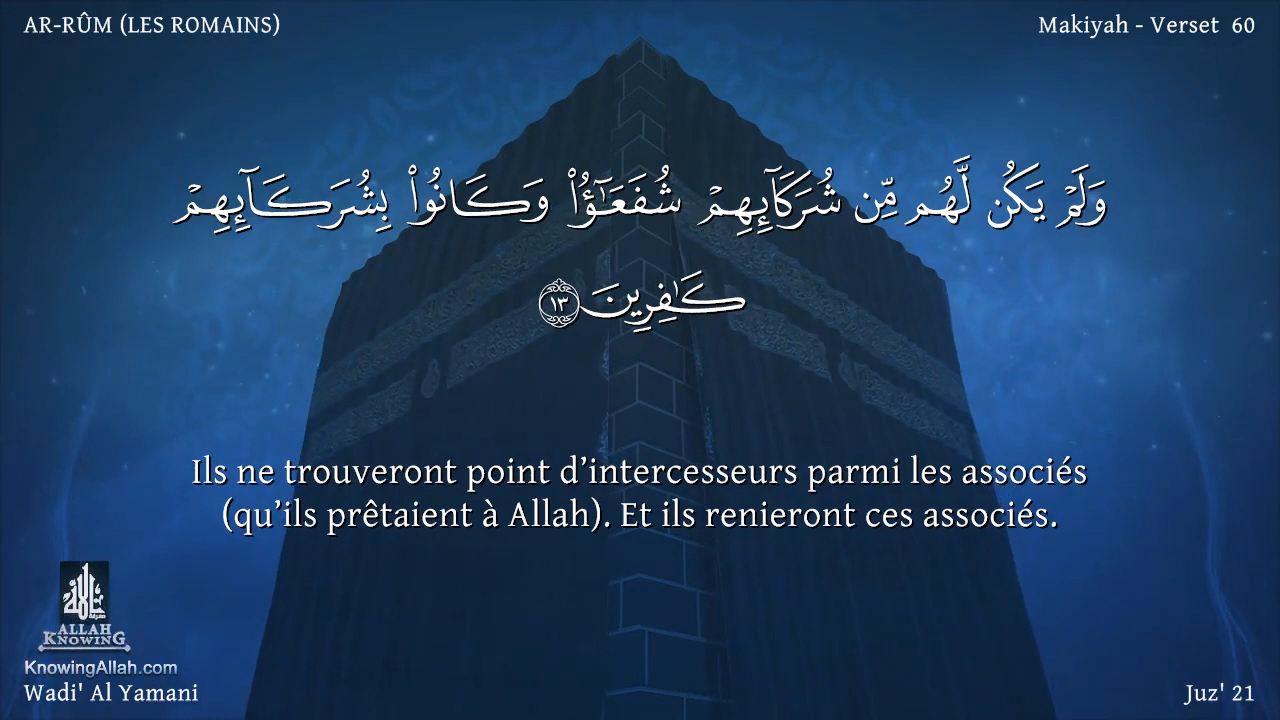 AR-RÛM (LES ROMAINS)
Makiyah - Verset 60
وَلَمْ يَكُن لَّهُم مِّن شُرَكَآئِهِمْ شُفَعَـٰٓؤُا۟ وَكَانُوا۟ بِشُرَكَآئِهِمْ
كَـٰفِرِينَ ١٣
Ils ne trouveront point d’intercesseurs parmi les associés
(qu’ils prêtaient à Allah). Et ils renieront ces associés.
ALLAH
KNOWING
KnowingAllah.com
Wadi' Al Yamani
Juz' 21